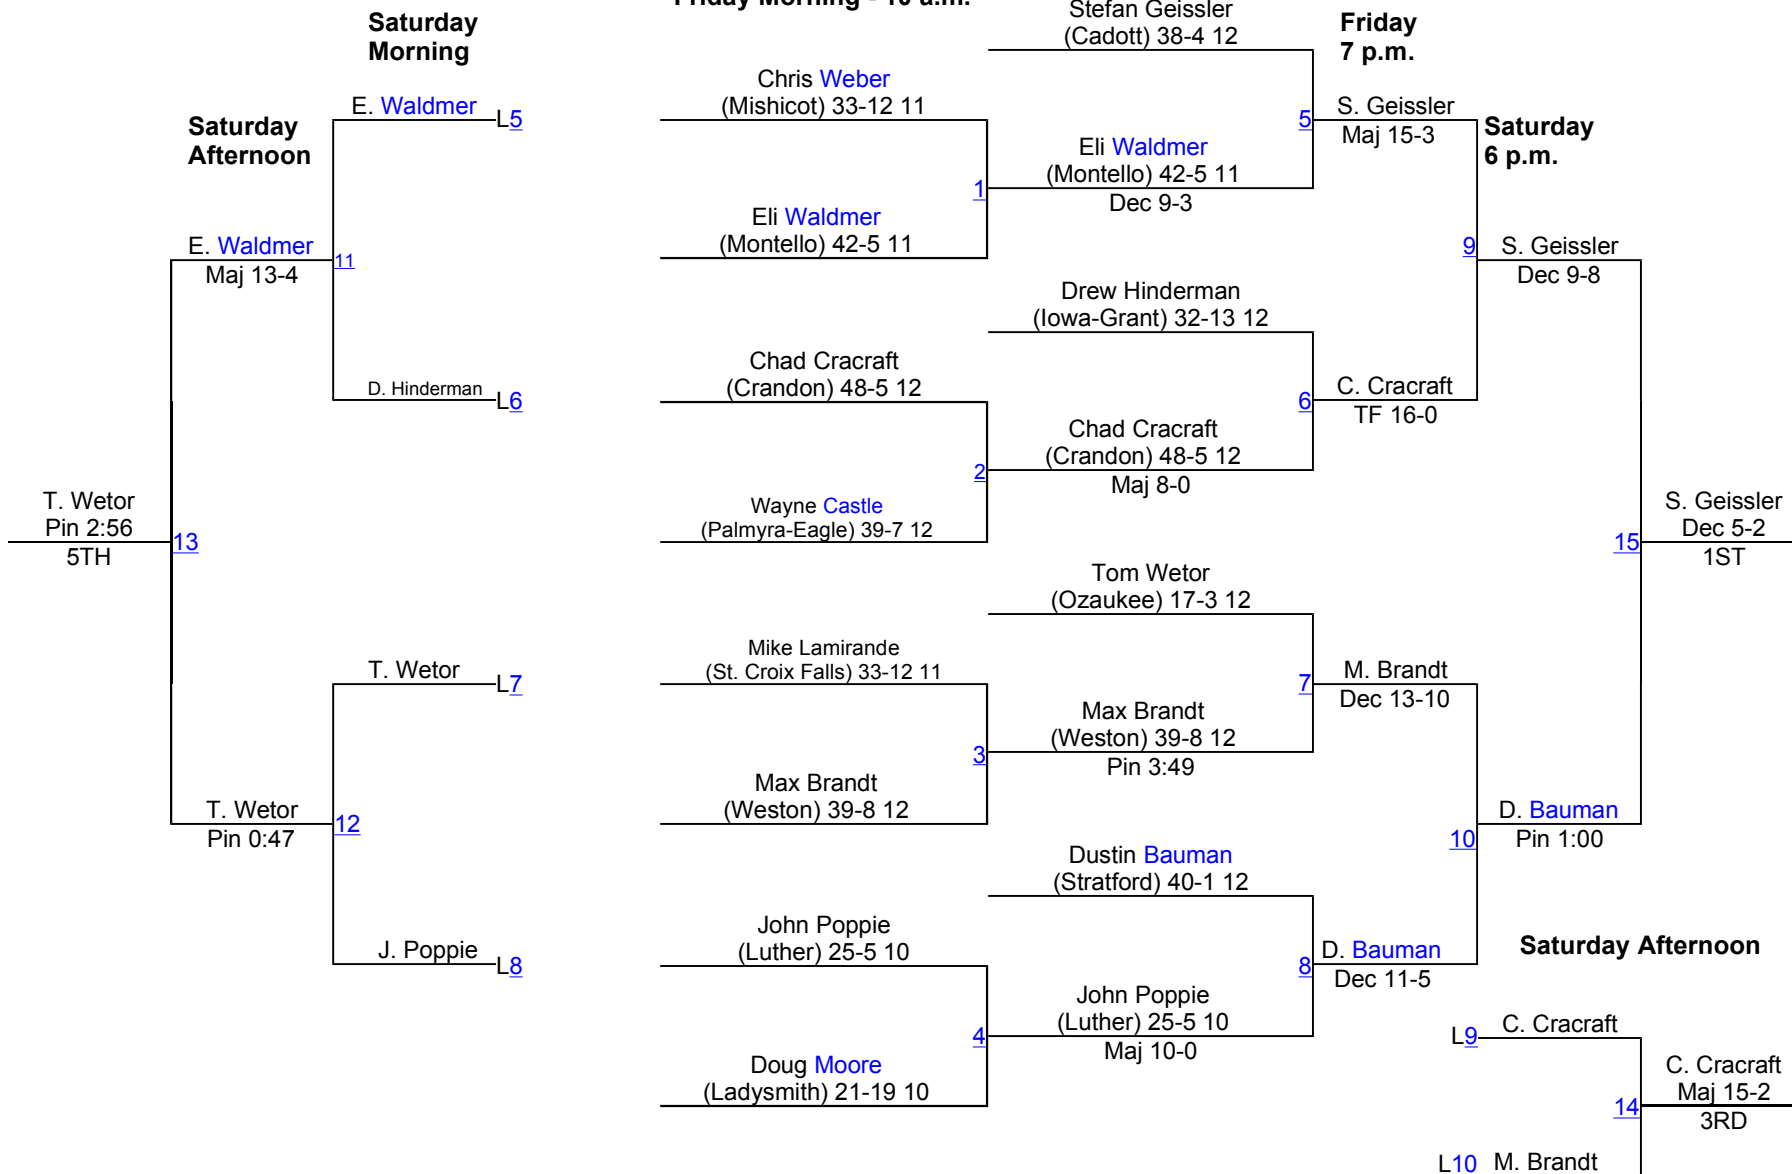 Friday Morning - 10 a.m.
Saturday
Morning
Saturday
Afternoon
E. Waldmer
L5
E. Waldmer
Maj 13-4
11
D. Hinderman
L6
T. Wetor
Pin 2:56
5TH
13
T. Wetor
L7
T. Wetor
Pin 0:47
12
J. Poppie
L8
Chris Weber
(Mishicot) 33-12 11
1
Eli Waldmer
(Montello) 42-5 11
Chad Cracraft
(Crandon) 48-5 12
2
Wayne Castle
(Palmyra-Eagle) 39-7 12
Mike Lamirande
(St. Croix Falls) 33-12 11
3
Max Brandt
(Weston) 39-8 12
John Poppie
(Luther) 25-5 10
4
Doug Moore
(Ladysmith) 21-19 10
Stefan Geissler
(Cadott) 38-4 12
5
Eli Waldmer
(Montello) 42-5 11
Dec 9-3
Drew Hinderman
(Iowa-Grant) 32-13 12
6
Chad Cracraft
(Crandon) 48-5 12
Maj 8-0
Tom Wetor
(Ozaukee) 17-3 12
7
Max Brandt
(Weston) 39-8 12
Pin 3:49
Dustin Bauman
(Stratford) 40-1 12
8
John Poppie
(Luther) 25-5 10
Maj 10-0
Friday
7 p.m.
S. Geissler
Maj 15-3
9
C. Cracraft
TF 16-0
M. Brandt
Dec 13-10
10
D. Bauman
Dec 11-5
Saturday
6 p.m.
S. Geissler
Dec 9-8
15
D. Bauman
Pin 1:00
S. Geissler
Dec 5-2
1ST
Saturday Afternoon
L9
C. Cracraft
14
C. Cracraft
Maj 15-2
3RD
L10
M. Brandt